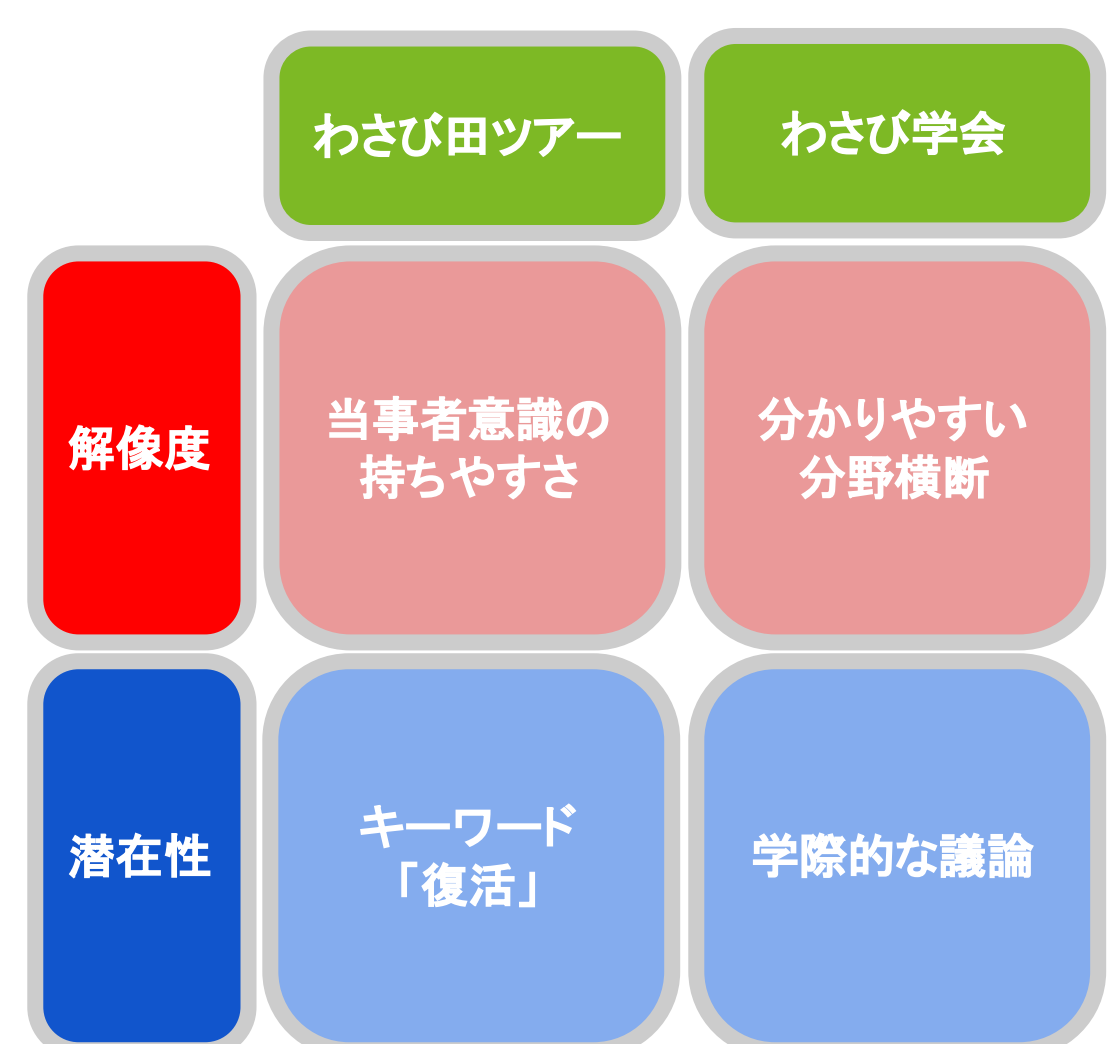 わさび田ツアー
わさび学会
解像度
当事者意識の
持ちやすさ
分かりやすい
分野横断
潜在性
キーワード
「復活」
学際的な議論